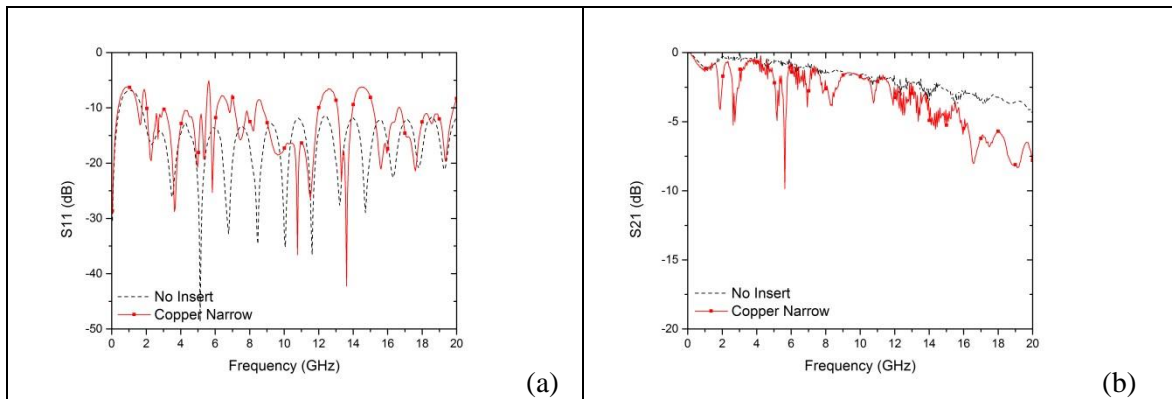 0
-10
-20
-30
-40
-50
S11 (dB)
No Insert
Copper Narrow
0 2 4 6 8 10 12 14 16 18 20
Frequency (GHz)
(a)
0
-5
-10
-15
-20
S21 (dB)
No Insert
Copper Narrow
0 2 4 6 8 10 12 14 16 18 20
Frequency (GHz)
(b)